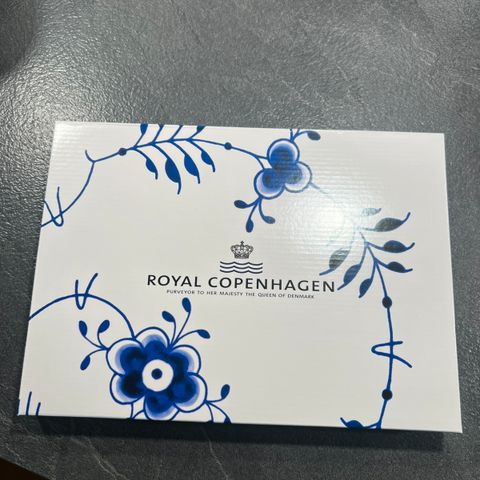 ROYAL COPENHAGEN
PURVEYOR TO HER MAJESTY THE QUEEN OF DENMARK